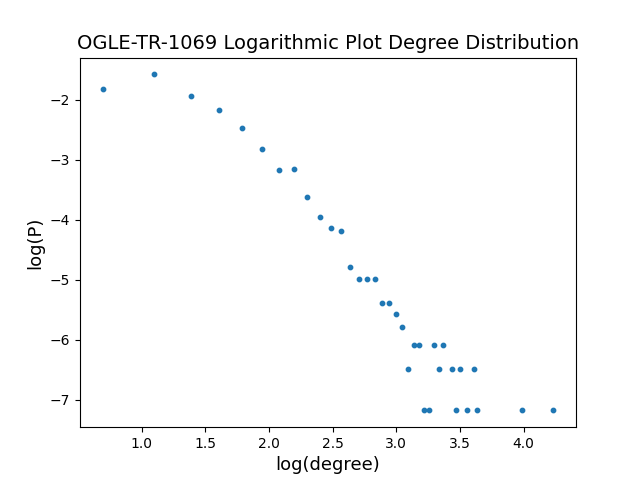 OGLE-TR-1069 Logarithmic Plot Degree Distribution
−2
−3
−4
−5
−6
−7
log(P)
1.0 1.5 2.0 2.5 3.0 3.5 4.0
log(degree)